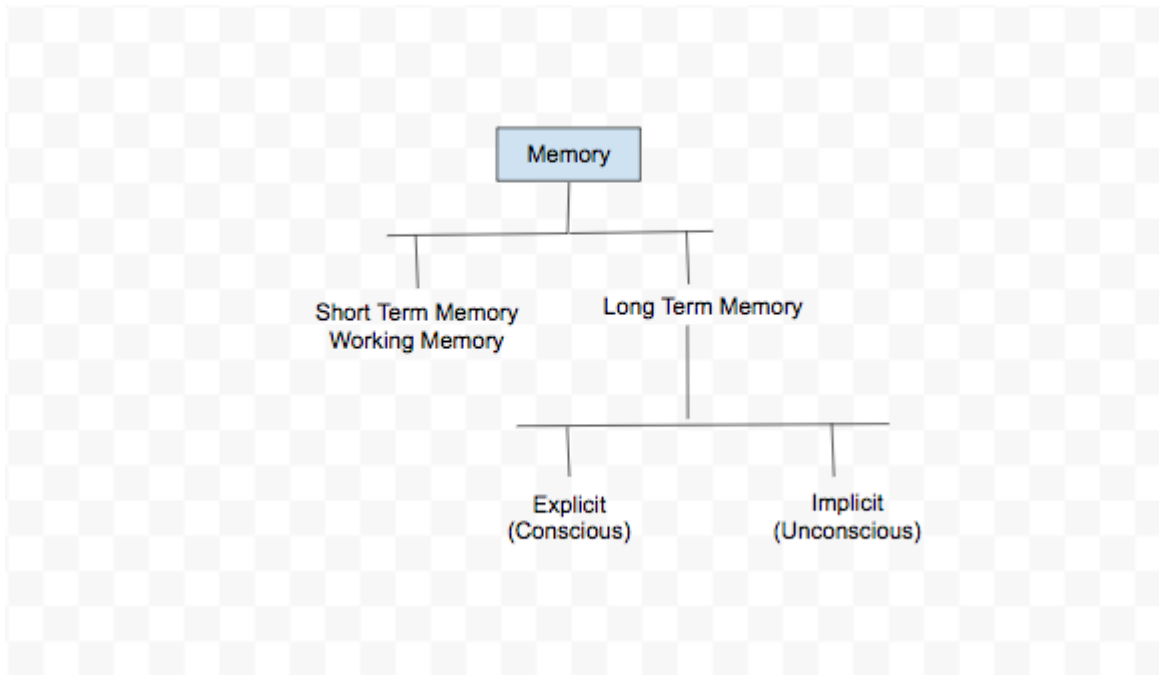 Memory
Short Term Memory
Working Memory
Long Term Memory
Explicit
(Conscious)
Implicit
(Unconscious)